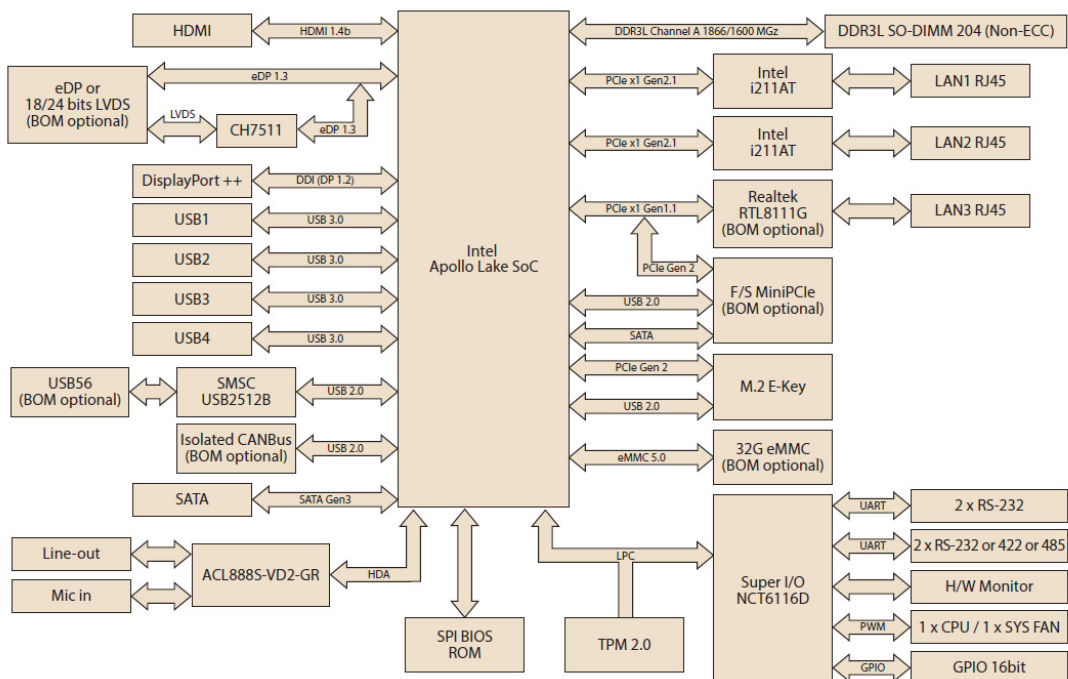 HDMI
HDMI 1.4b
eDP or
18/24 bits LVDS
(BOM optional)
eDP 1.3
LVDS
CH7511
eDP 1.3
DisplayPort ++
DDI (DP 1.2)
USB1
USB 3.0
USB2
USB 3.0
USB3
USB 3.0
USB4
USB 3.0
USB56
(BOM optional)
SMSC
USB2512B
USB 2.0
Isolated CANBus
(BOM optional)
USB 2.0
SATA
SATA Gen3
Line-out
Mic in
ACL888S-VD2-GR
HDA
Intel
Apollo Lake SoC
SPI BIOS
ROM
LPC
TPM 2.0
DDR3L Channel A 1866/1600 MGz
DDR3L SO-DIMM 204 (Non-ECC)
PCIe x1 Gen2.1
Intel
i211AT
LAN1 RJ45
PCIe x1 Gen2.1
Intel
i211AT
LAN2 RJ45
PCIe x1 Gen1.1
Realtek
RTL8111G
(BOM optional)
LAN3 RJ45
PCIe Gen 2
USB 2.0
SATA
F/S MiniPCIe
(BOM optional)
PCIe Gen 2
USB 2.0
M.2 E-Key
eMMC 5.0
32G eMMC
(BOM optional)
Super I/O
NCT6116D
UART
2 x RS-232
UART
2 x RS-232 or 422 or 485
H/W Monitor
PWM
1 x CPU / 1 x SYS FAN
GPIO
GPIO 16bit